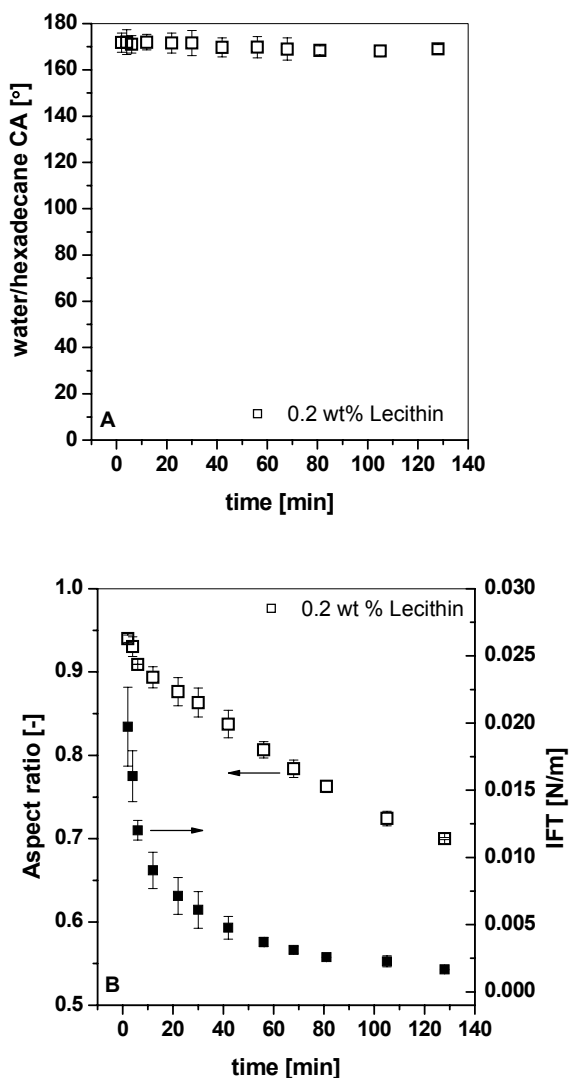 180
160
140
120
100
80
60
40
20
0
water/hexadecane CA [°]
A
0.2 wt% Lecithin
0 20 40 60 80 100 120 140
time [min]
1.0
0.9
0.8
0.7
0.6
0.5
Aspect ratio [-]
0.2 wt % Lecithin
B
0.030
0.025
0.020
0.015
0.010
0.005
0.000
IFT [N/m]
0 20 40 60 80 100 120 140
time [min]